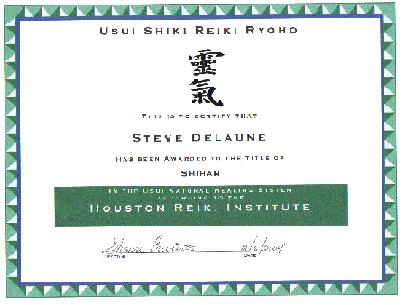 USUI SHIKI REIKI RYOHO
靈
氣
THIS IS TO CERTIFY THAT
STEVE DELAUNE
HAS BEEN AWARDED TO THE TITLE OF
SHIHAN
IN THE USUI NATURAL HEALING SYSTEM
ACCORDING TO THE
HOUSTON REIKI INSTITUTE
DATE